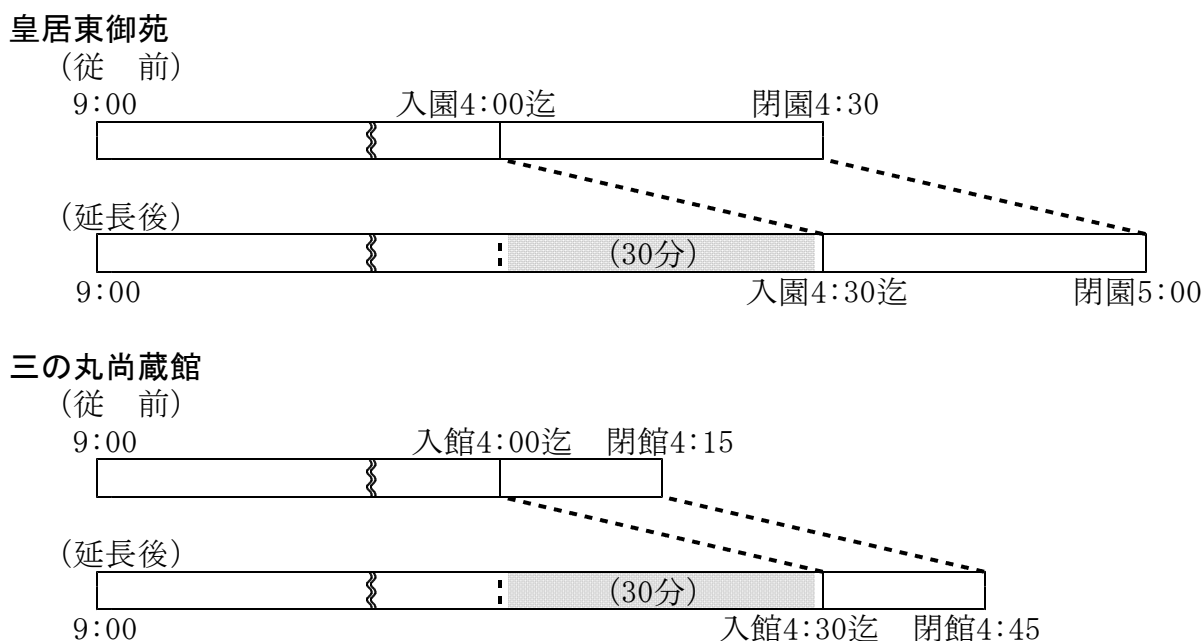 皇居東御苑
（従　前）
9:00　入園4:00迄　閉園4:30
（延長後）
（30分）
9:00　入園4:30迄　閉園5:00
三の丸尚蔵館
（従　前）
9:00　入館4:00迄　閉館4:15
（延長後）
（30分）
9:00　入館4:30迄　閉館4:45